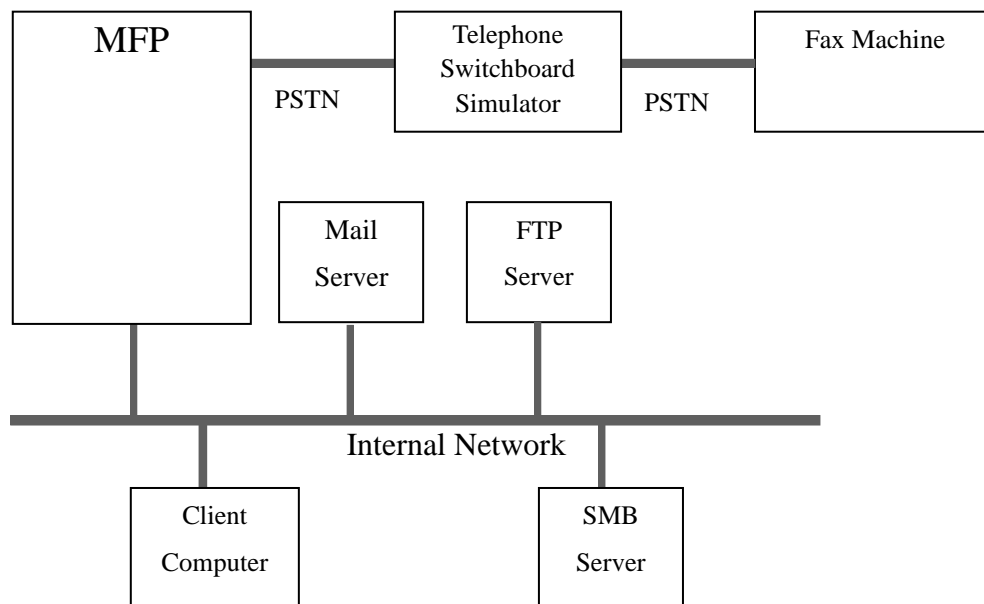 MFP
Telephone
Switchboard
Simulator
Fax Machine
PSTN
PSTN
Mail
Server
FTP
Server
Internal Network
Client
Computer
SMB
Server